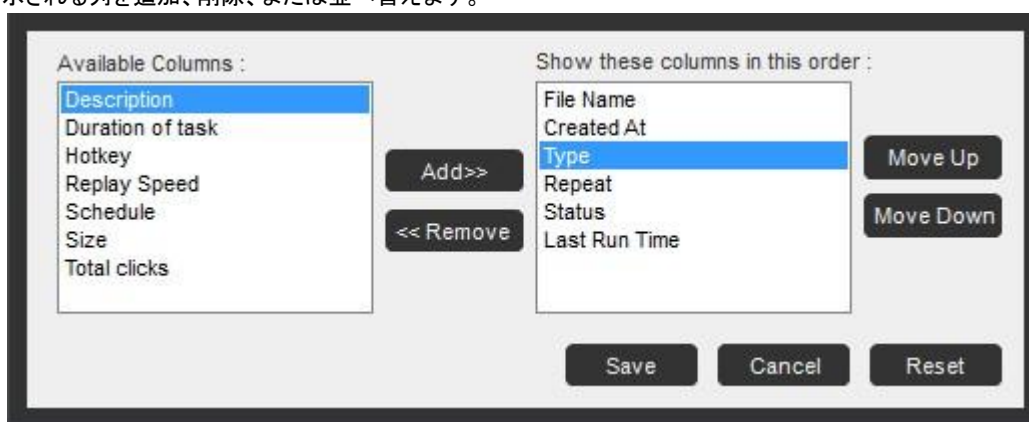 示される列を追加、削除、または並べ替えます。
Available Columns :
Description
Duration of task
Hotkey
Replay Speed
Schedule
Size
Total clicks
Add>>
<< Remove
Show these columns in this order :
File Name
Created At
Type
Repeat
Status
Last Run Time
Move Up
Move Down
Save
Cancel
Reset